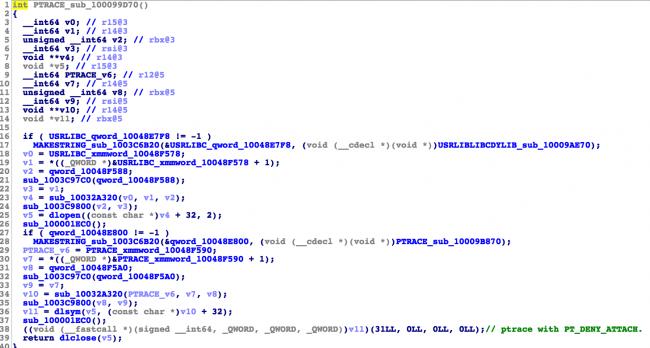 1 int PTRACE_sub_100099D70()
2 {
3 __int64 v0; // r15@3
4 __int64 v1; // r14@3
5 unsigned __int64 v2; // rbx@3
6 __int64 v3; // rsi@3
7 void **v4; // r14@3
8 void *v5; // r15@3
9 __int64 PTRACE_v6; // r12@5
10 __int64 v7; // r14@5
11 unsigned __int64 v8; // rbx@5
12 __int64 v9; // rsi@5
13 void **v10; // r14@5
14 void *v11; // rbx@5
15
16 if ( USRLIBC_qword_10048E7F8 != -1 )
17 MAKESTRING_sub_1003C6B20(&USRLIBC_qword_10048E7F8, (void (__cdecl *)(void *))USRLIBLIBCDYLIB_sub_10009AE70);
18 v0 = USRLIBC_xmmword_10048F578;
19 v1 = *((_QWORD *)&USRLIBC_xmmword_10048F578 + 1);
20 v2 = qword_10048F588;
21 sub_1003C97C0(qword_10048F588);
22 v3 = v1;
23 v4 = sub_10032A320(v0, v1, v2);
24 sub_1003C9800(v2, v3);
25 v5 = dlopen((const char *)v4 + 32, 2);
26 sub_100001EC0();
27 if ( qword_10048E800 != -1 )
28 MAKESTRING_sub_1003C6B20(&qword_10048E800, (void (__cdecl *)(void *))PTRACE_sub_10009B870);
29 PTRACE_v6 = PTRACE_xmmword_10048F590;
30 v7 = *((_QWORD *)&PTRACE_xmmword_10048F590 + 1);
31 v8 = qword_10048F5A0;
32 sub_1003C97C0(qword_10048F5A0);
33 v9 = v7;
34 v10 = sub_10032A320(PTRACE_v6, v7, v8);
35 sub_1003C9800(v8, v9);
36 v11 = dlsym(v5, (const char *)v10 + 32);
37 sub_100001EC0();
38 ((void (__fastcall *)(signed __int64, _QWORD, _QWORD, _QWORD))v11)(31LL, 0LL, 0LL, 0LL);// ptrace with PT_DENY_ATTACH.
39 return dlclose(v5);
40 }